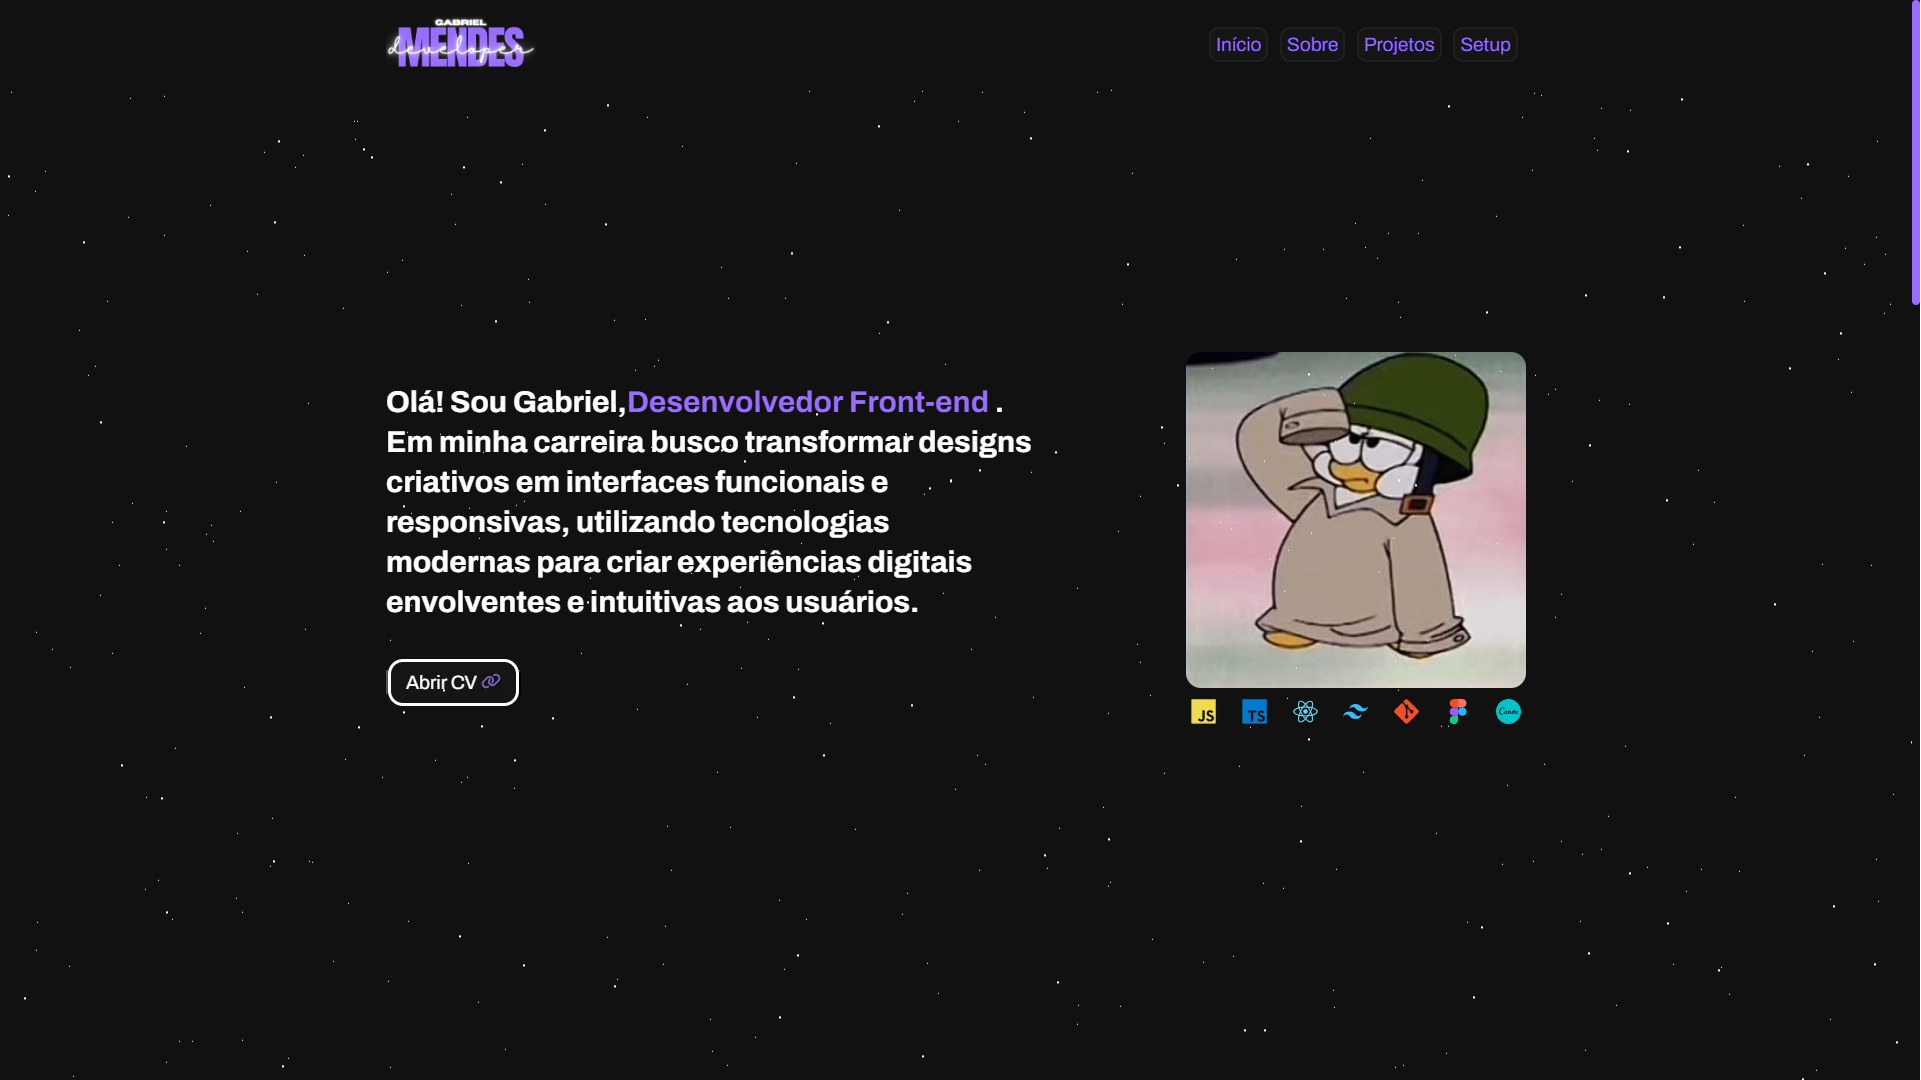 GABRIEL
MENDES
developer
Início
Sobre
Projetos
Setup
Olá! Sou Gabriel,Desenvolvedor Front-end .
Em minha carreira busco transformar designs
criativos em interfaces funcionais e
responsivas, utilizando tecnologias
modernas para criar experiências digitais
envolventes e intuitivas aos usuários.
Abrir CV
JS
TS
Canva